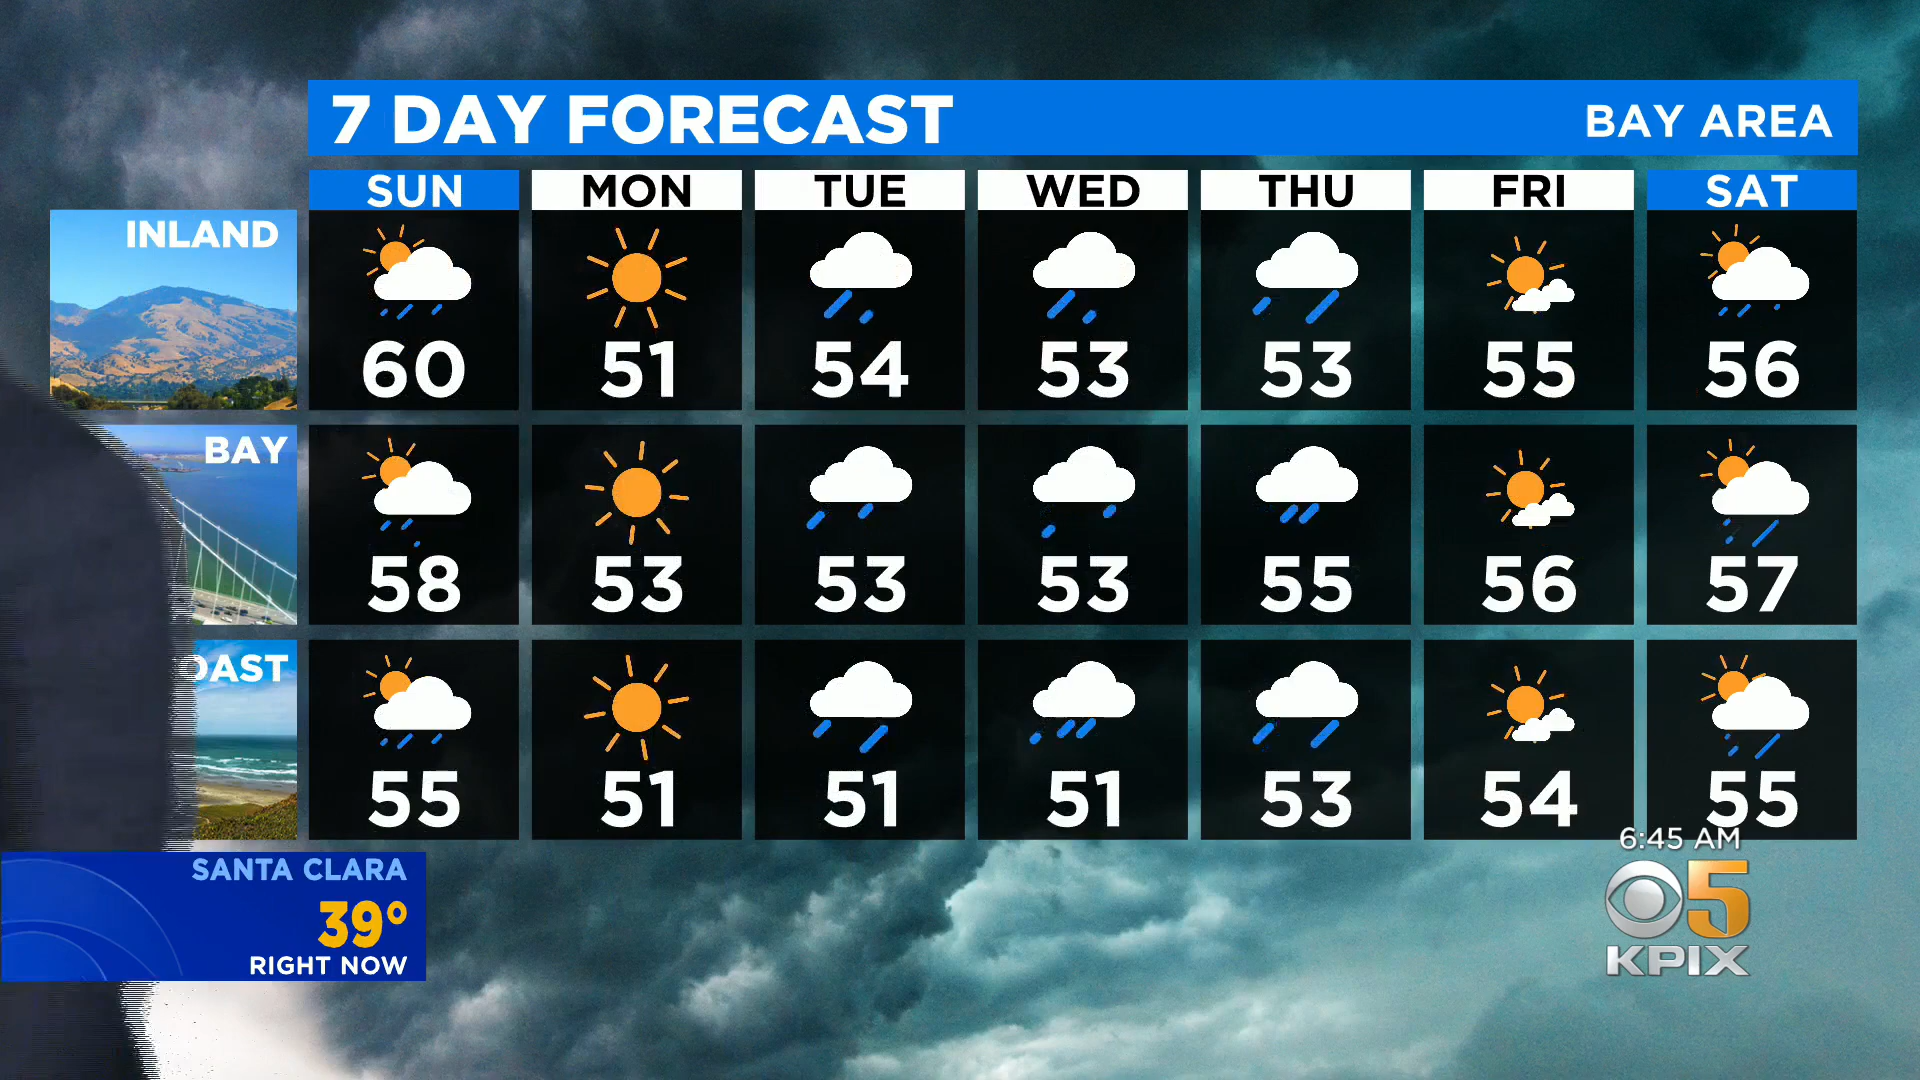 7 DAY FORECAST
BAY AREA
SUN MON TUE WED THU FRI SAT
INLAND
60 51 54 53 53 55 56
BAY
58 53 53 53 55 56 57
OAST
55 51 51 51 53 54 55
6:45 AM
SANTA CLARA
39°
RIGHT NOW
5
KPIX